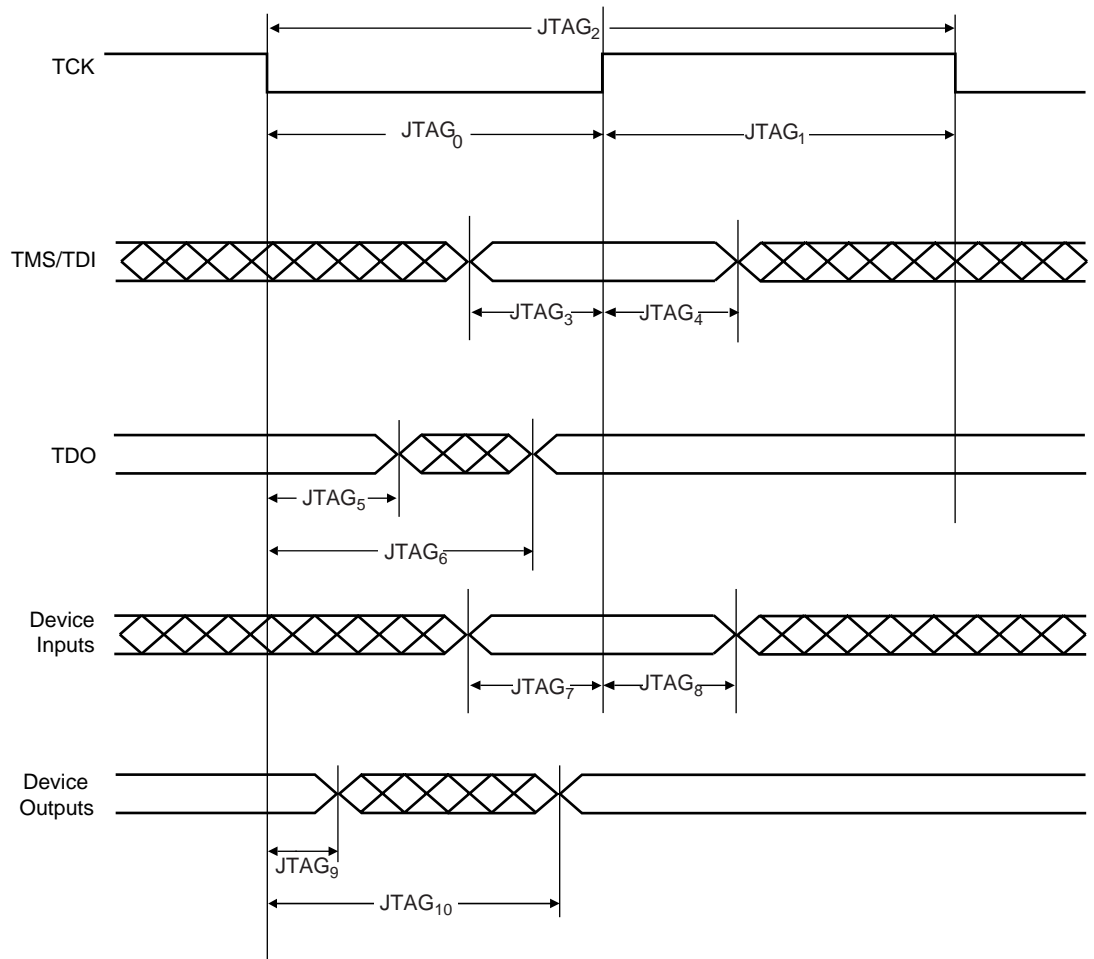 JTAG₂
TCK
JTAG₀
JTAG₁
TMS/TDI
JTAG₃
JTAG₄
TDO
JTAG₅
JTAG₆
Device
Inputs
JTAG₇
JTAG₈
Device
Outputs
JTAG₉
JTAG₁₀